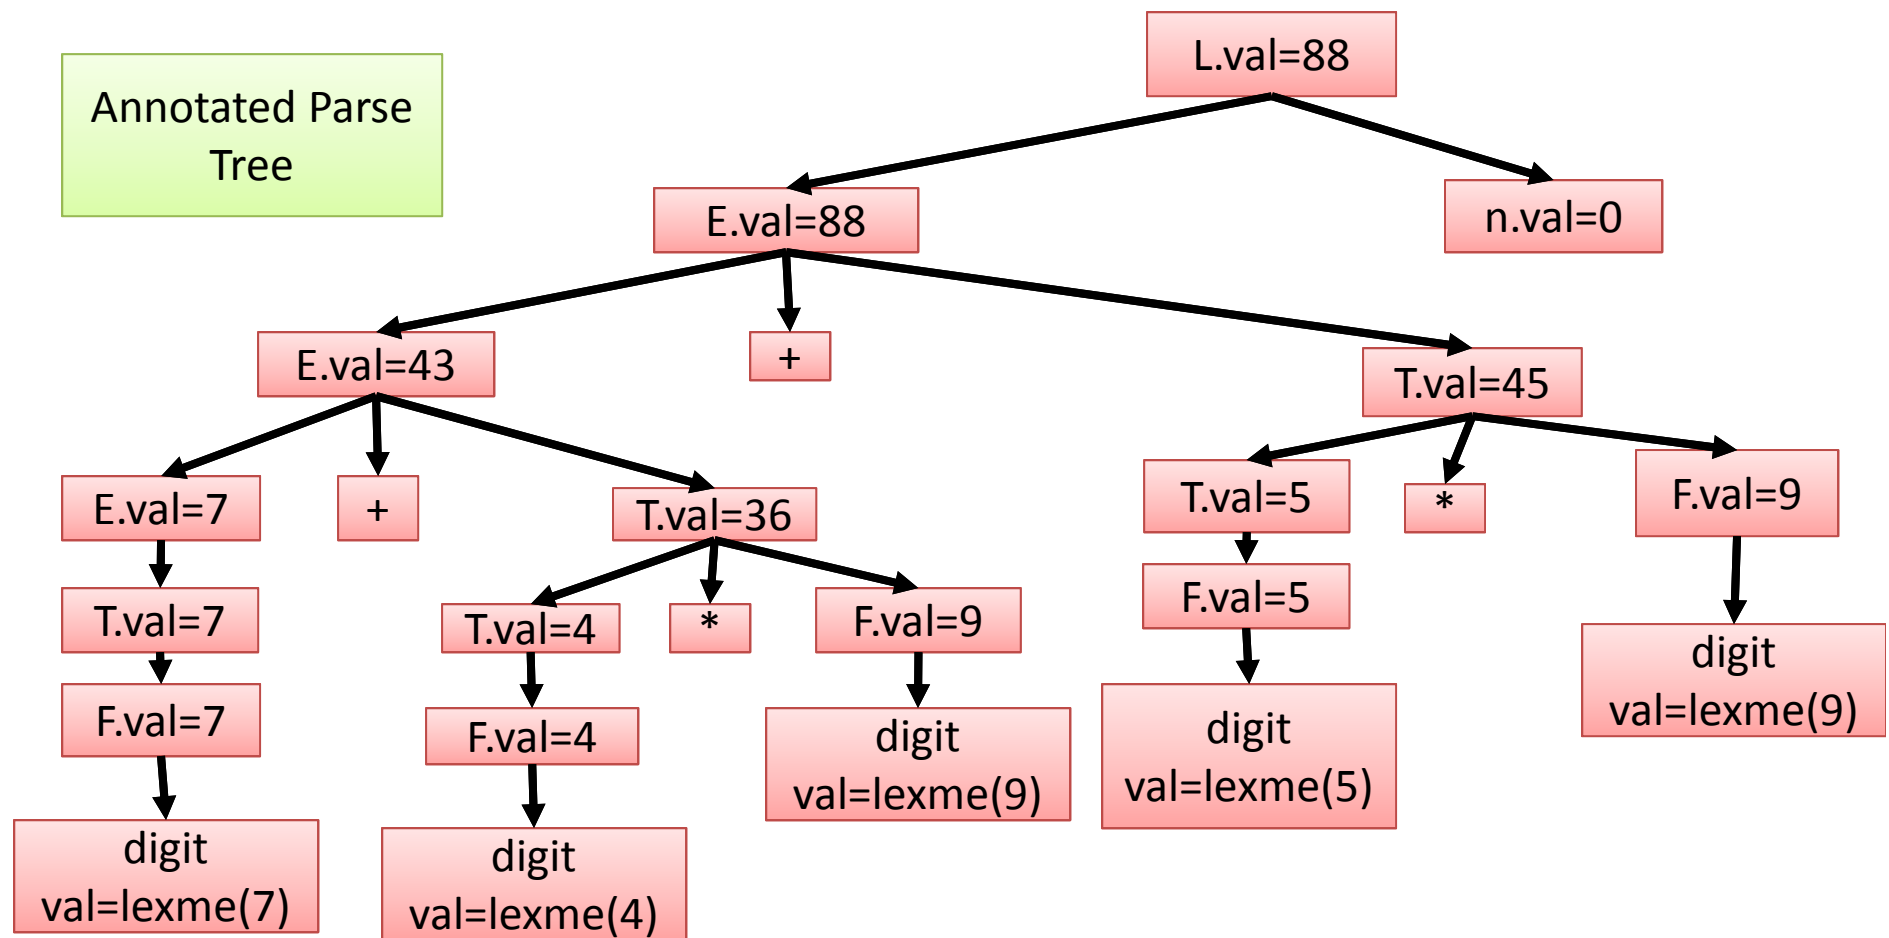 L.val=88
Annotated Parse
Tree
E.val=88
n.val=0
E.val=43
+
T.val=45
E.val=7
+
T.val=36
T.val=5
*
F.val=9
T.val=7
T.val=4
*
F.val=9
F.val=5
digit
val=lexme(9)
F.val=7
F.val=4
digit
val=lexme(9)
digit
val=lexme(5)
digit
val=lexme(7)
digit
val=lexme(4)